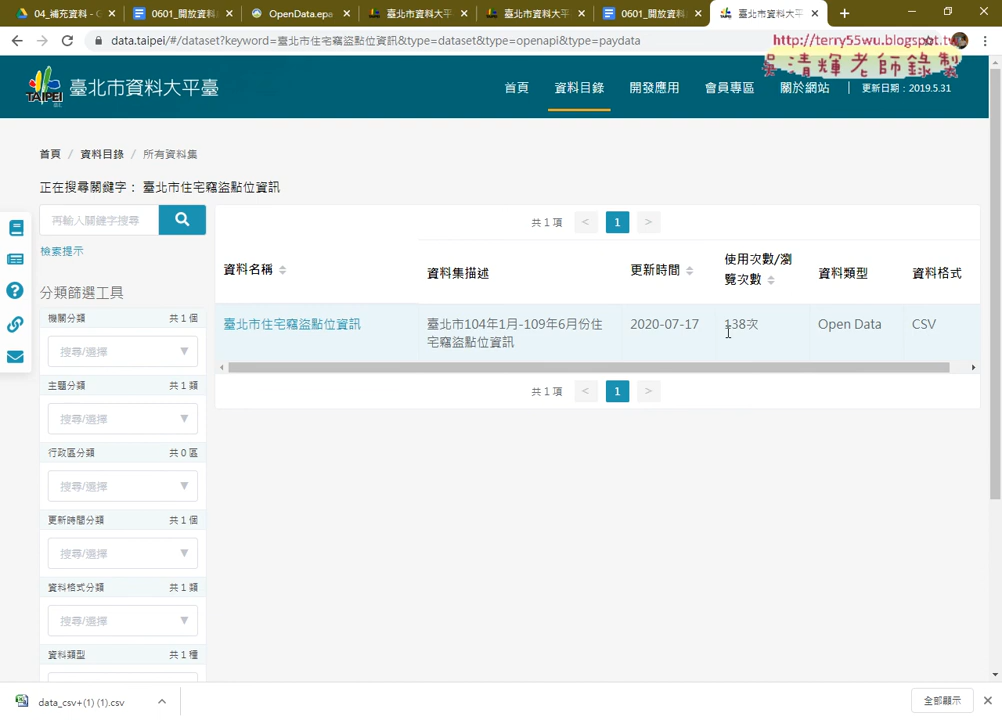 04_補充資料 - G
0601_開放資料
OpenData.epa
臺北市資料大平
臺北市資料大平
0601_開放資料
臺北市資料大平
data.taipei/#/dataset?keyword=臺北市住宅竊盜點位資訊&type=dataset&type=openapi&type=paydata
http://terry55wu.blogspot.tw
吳清輝老師錄製
TAIPEI
臺北市資料大平臺
首頁 資料目錄 開發應用 會員專區 關於網站 | 更新日期：2019.5.31
首頁 / 資料目錄 / 所有資料集
正在搜尋關鍵字： 臺北市住宅竊盜點位資訊
再輸入關鍵字搜尋
檢索提示
分類篩選工具
機關分類 共 1 個
搜尋/選擇
主題分類 共 1 類
搜尋/選擇
行政區分類 共 0 區
搜尋/選擇
更新時間分類 共 1 個
搜尋/選擇
資料格式分類 共 1 類
搜尋/選擇
資料類型 共 1 種
共 1 項 < 1 >
資料名稱 資料集描述 更新時間 使用次數/瀏
覽次數 資料類型 資料格式
臺北市住宅竊盜點位資訊 臺北市104年1月-109年6月份住
宅竊盜點位資訊 2020-07-17 138次 Open Data CSV
共 1 項 < 1 >
data_csv+(1) (1).csv
全部顯示